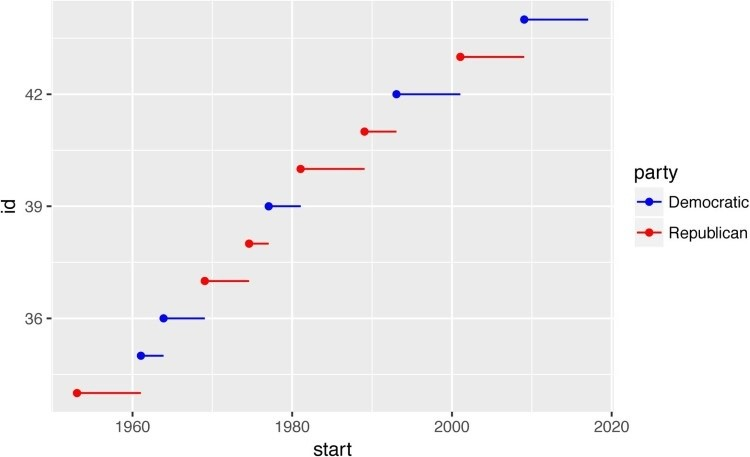 42
39
36
id
1960 1980 2000 2020
start
party
Democratic
Republican